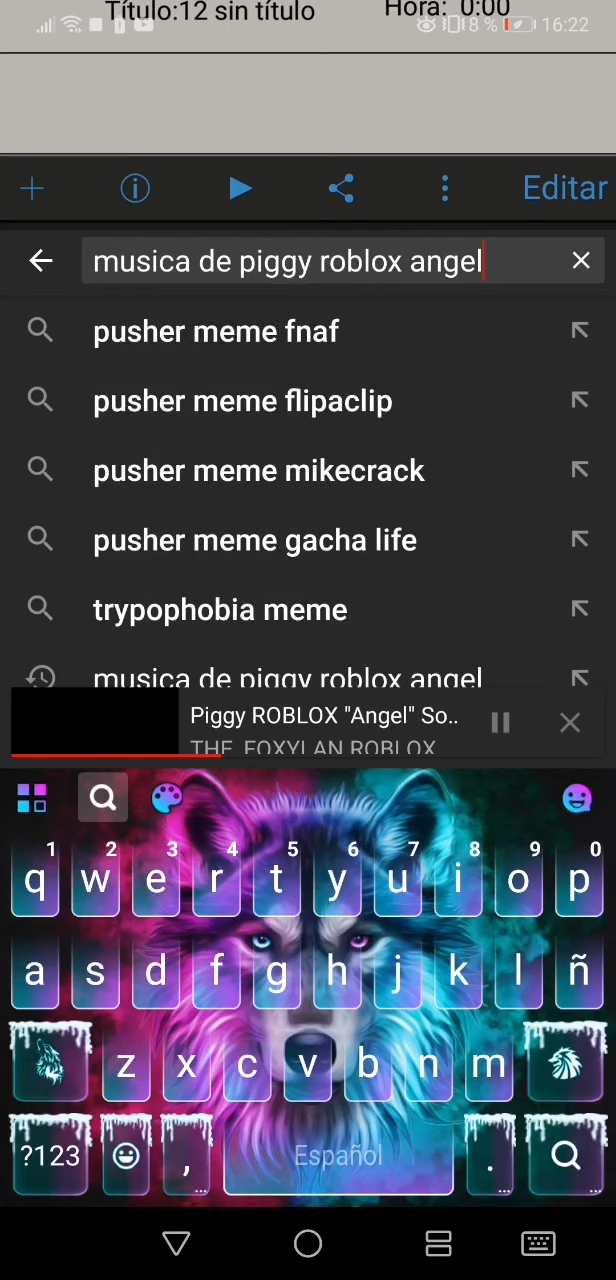 Título:12 sin título Hora: 0:00
8 % 16:22
Editar
musica de piggy roblox angel
pusher meme fnaf
pusher meme flipaclip
pusher meme mikecrack
pusher meme gacha life
trypophobia meme
musica de piggy roblox angel
Piggy ROBLOX "Angel" So..
THE FOXYLAN ROBLOX
1 2 3 4 5 6 7 8 9 0
q w e r t y u i o p
a s d f g h j k l ñ
z x c v b n m
?123 , Español .